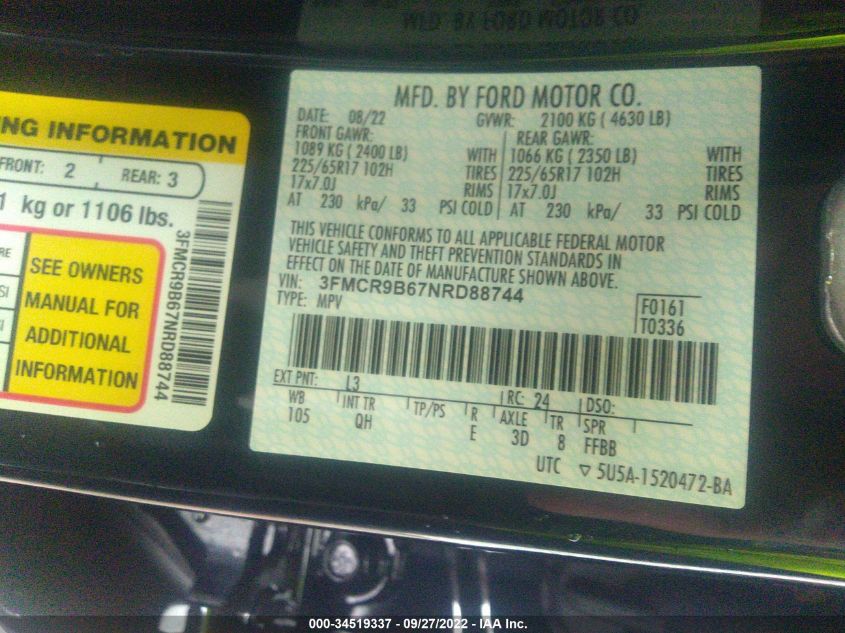 MFD. BY FORD MOTOR CO.
NG INFORMATION
FRONT: 2 REAR: 3
1 kg or 1106 lbs.
SEE OWNERS
MANUAL FOR
ADDITIONAL
INFORMATION
3FMCR9B67NRD88744
MFD. BY FORD MOTOR CO.
DATE: 08/22 GVWR: 2100 KG ( 4630 LB)
FRONT GAWR: REAR GAWR:
1089 KG ( 2400 LB) WITH 1066 KG ( 2350 LB) WITH
225/65R17 102H TIRES 225/65R17 102H TIRES
17x7.0J RIMS 17x7.0J RIMS
AT 230 kPa/ 33 PSI COLD AT 230 kPa/ 33 PSI COLD
THIS VEHICLE CONFORMS TO ALL APPLICABLE FEDERAL MOTOR
VEHICLE SAFETY AND THEFT PREVENTION STANDARDS IN
EFFECT ON THE DATE OF MANUFACTURE SHOWN ABOVE.
VIN: 3FMCR9B67NRD88744
TYPE: MPV
F0161
T0336
EXT PNT: L3 RC: 24 DSO:
WB INT TR TP/PS R AXLE TR SPR
105 QH E 3D 8 FFBB
UTC ▽ 5U5A-1520472-BA
000-34519337 - 09/27/2022 - IAA Inc.